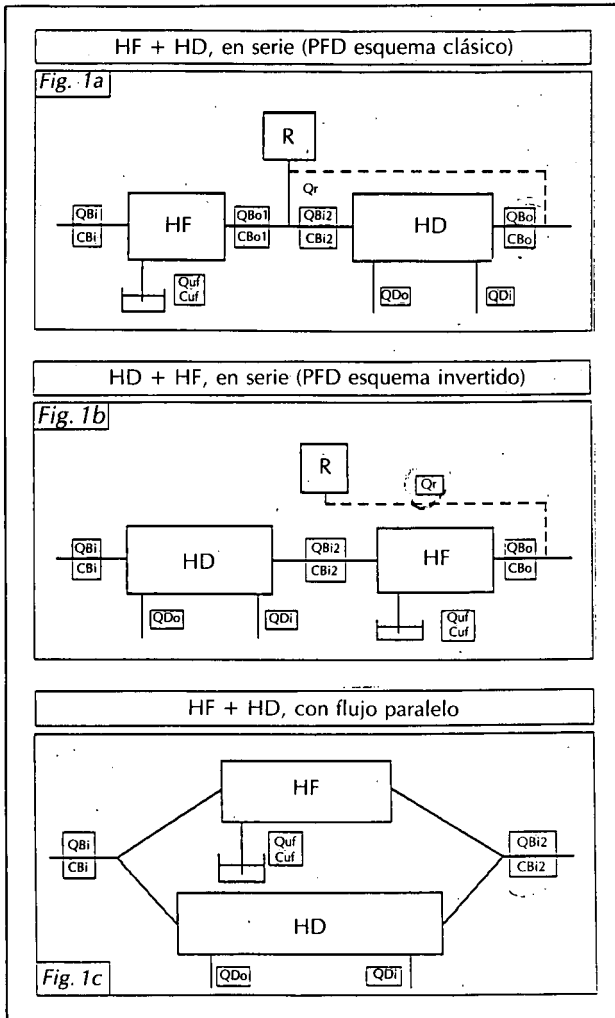 HF + HD, en serie (PFD esquema clásico)
Fig. 1a
R
Qr
QBi
CBi
HF
QBo1
CBo1
QBi2
CBi2
HD
QBo
CBo
Quf
Cuf
QDo
QDi
HD + HF, en serie (PFD esquema invertido)
Fig. 1b
R
Qr
QBi
CBi
HD
QBi2
CBi2
HF
QBo
CBo
QDo
QDi
Quf
Cuf
HF + HD, con flujo paralelo
HF
QBi
CBi
Quf
Cuf
QBi2
CBi2
HD
Fig. 1c
QDo
QDi